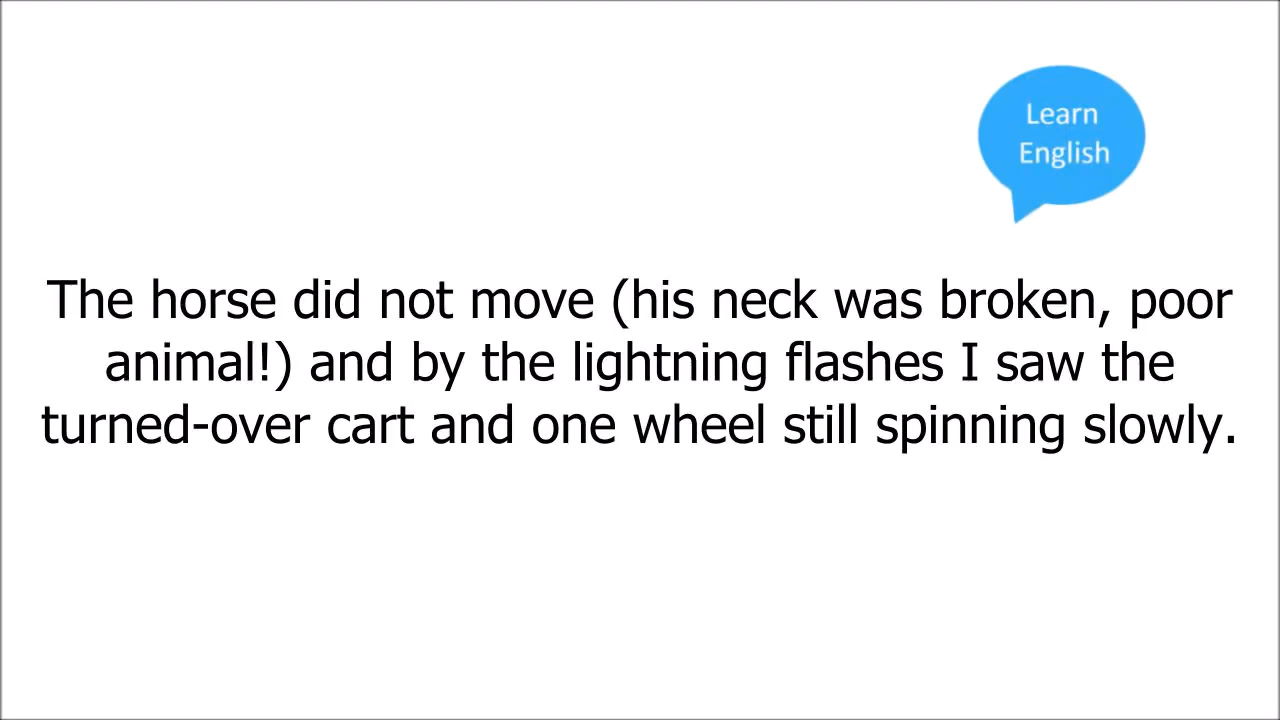 Learn
English
The horse did not move (his neck was broken, poor
animal!) and by the lightning flashes I saw the
turned-over cart and one wheel still spinning slowly.